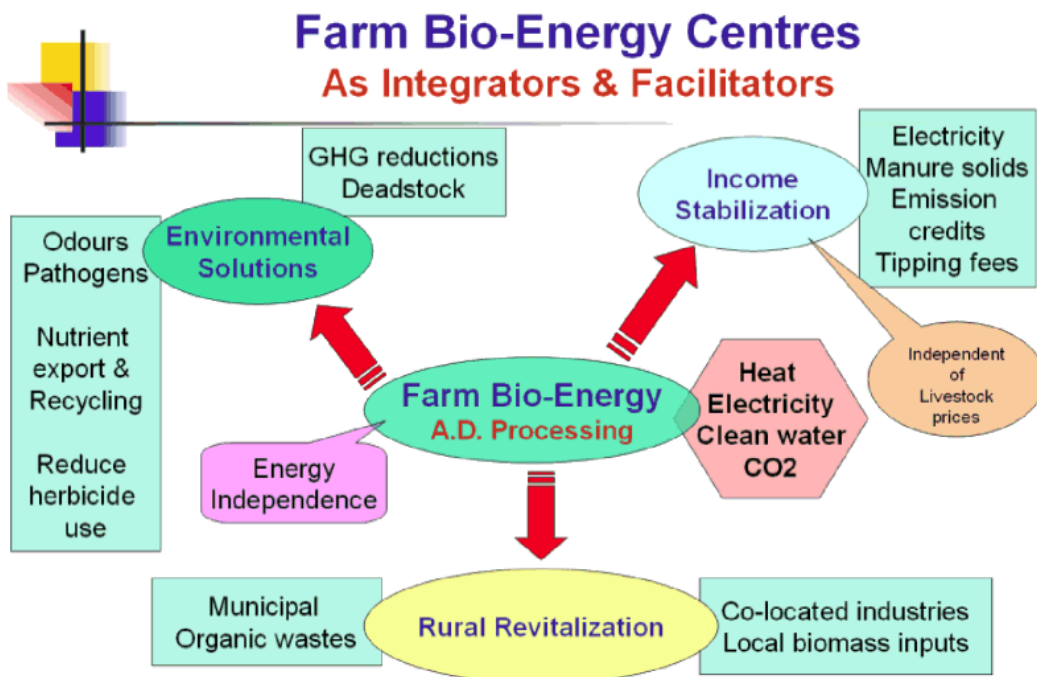 Farm Bio-Energy Centres
As Integrators & Facilitators
GHG reductions
Deadstock
Environmental
Solutions
Odours
Pathogens
Nutrient
export &
Recycling
Reduce
herbicide
use
Income
Stabilization
Electricity
Manure solids
Emission
credits
Tipping fees
Independent
of
Livestock
prices
Farm Bio-Energy
A.D. Processing
Heat
Electricity
Clean water
CO2
Energy
Independence
Municipal
Organic wastes
Rural Revitalization
Co-located industries
Local biomass inputs